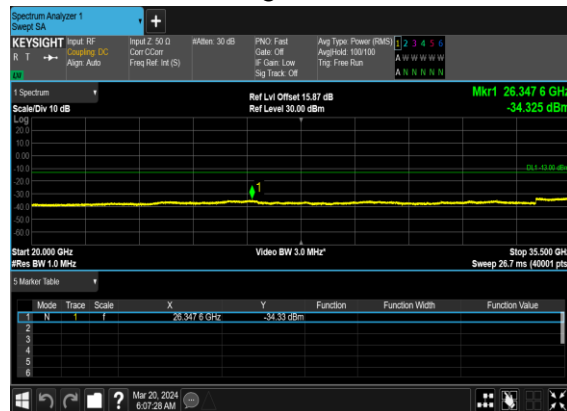 Spectrum Analyzer 1
Swept SA
+
KEYSIGHT Input: RF Input Z: 50 Ω #Atten: 30 dB PNO: Fast Avg Type: Power (RMS) 1 2 3 4 5 6
R T Coupling: DC Corr CCorr Gate: Off Avg|Hold: 100/100 A W W W W W
Align: Auto Freq Ref: Int (S) IF Gain: Low Trig: Free Run
Sig Track: Off A N N N N N
1 Spectrum Ref Lvl Offset 15.87 dB Mkr1 26.347 6 GHz
Scale/Div 10 dB Ref Level 30.00 dBm -34.325 dBm
Log
20.0
10.0
0.00
-10.0
DL1 -13.00 dBm
-20.0
1
-30.0
-40.0
-50.0
-60.0
Start 20.000 GHz Video BW 3.0 MHz* Stop 35.500 GHz
#Res BW 1.0 MHz Sweep 26.7 ms (40001 pts)
5 Marker Table
Mode Trace Scale X Y Function Function Width Function Value
1 N 1 f 26.347 6 GHz -34.33 dBm
2
3
4
5
6
? Mar 20, 2024
6:07:28 AM